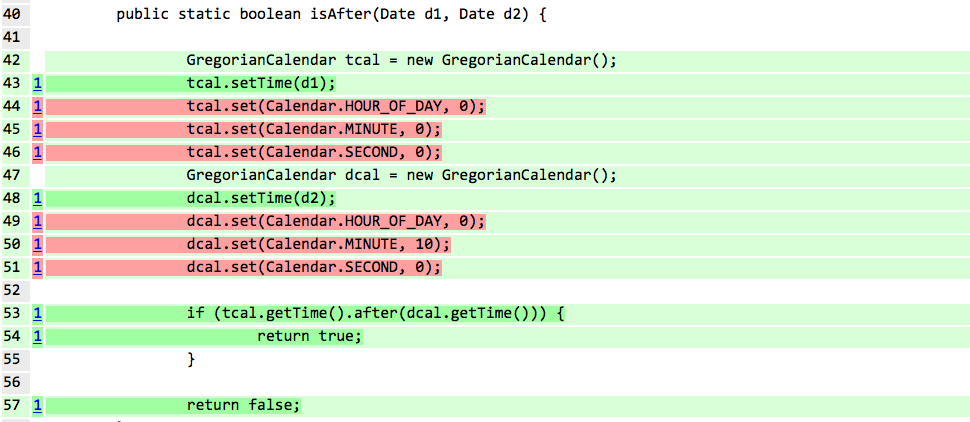 40 public static boolean isAfter(Date d1, Date d2) {
41
42 GregorianCalendar tcal = new GregorianCalendar();
43 1 tcal.setTime(d1);
44 1 tcal.set(Calendar.HOUR_OF_DAY, 0);
45 1 tcal.set(Calendar.MINUTE, 0);
46 1 tcal.set(Calendar.SECOND, 0);
47 GregorianCalendar dcal = new GregorianCalendar();
48 1 dcal.setTime(d2);
49 1 dcal.set(Calendar.HOUR_OF_DAY, 0);
50 1 dcal.set(Calendar.MINUTE, 10);
51 1 dcal.set(Calendar.SECOND, 0);
52
53 1 if (tcal.getTime().after(dcal.getTime())) {
54 1 return true;
55 }
56
57 1 return false;